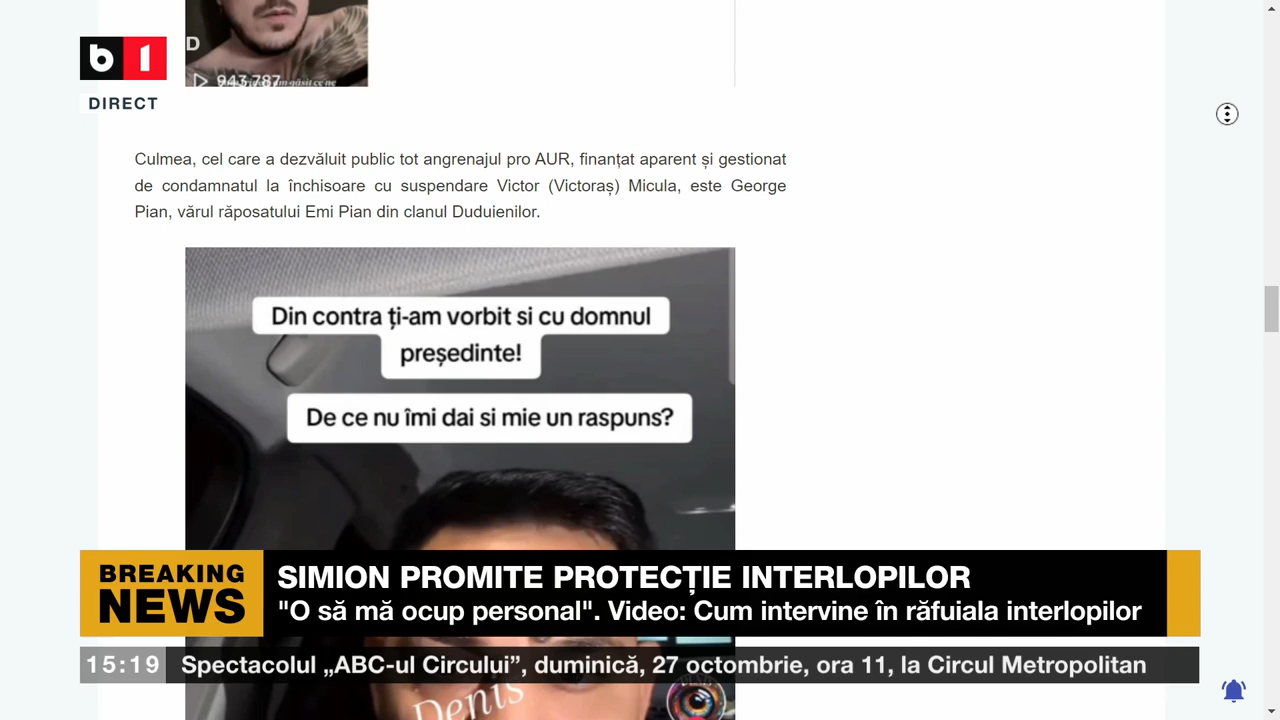 b1
DIRECT
D
943.787
Culmea, cel care a dezvăluit public tot angrenajul pro AUR, finanțat aparent și gestionat
de condamnatul la închisoare cu suspendare Victor (Victoraș) Micula, este George
Pian, vărul răposatului Emi Pian din clanul Duduienilor.
Din contra ți-am vorbit si cu domnul
președinte!
De ce nu îmi dai si mie un raspuns?
BREAKING
NEWS
SIMION PROMITE PROTECȚIE INTERLOPILOR
"O să mă ocup personal". Video: Cum intervine în răfuiala interlopilor
15:19 Spectacolul „ABC-ul Circului”, duminică, 27 octombrie, ora 11, la Circul Metropolitan
Denis